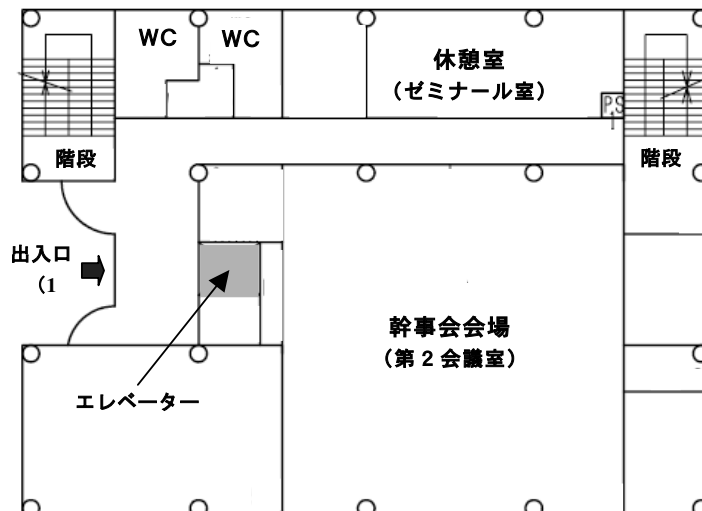 WC
WC
休憩室
（ゼミナール室）
PS
階段
階段
出入口
（1
幹事会会場
（第２会議室）
エレベーター